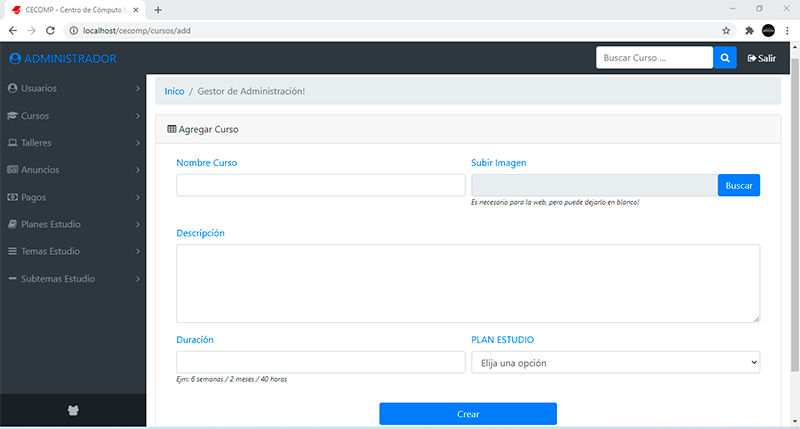 CECOMP - Centro de Cómputo
localhost/cecomp/cursos/add
ADMINISTRADOR
Buscar Curso ...
Salir
Usuarios
Cursos
Talleres
Anuncios
Pagos
Planes Estudio
Temas Estudio
Subtemas Estudio
Inico / Gestor de Administración!
Agregar Curso
Nombre Curso
Subir Imagen
Buscar
Es necesario para la web, pero puede dejarlo en blanco!
Descripción
Duración
PLAN ESTUDIO
Elija una opción
Ejm: 6 semanas / 2 meses / 40 horas
Crear